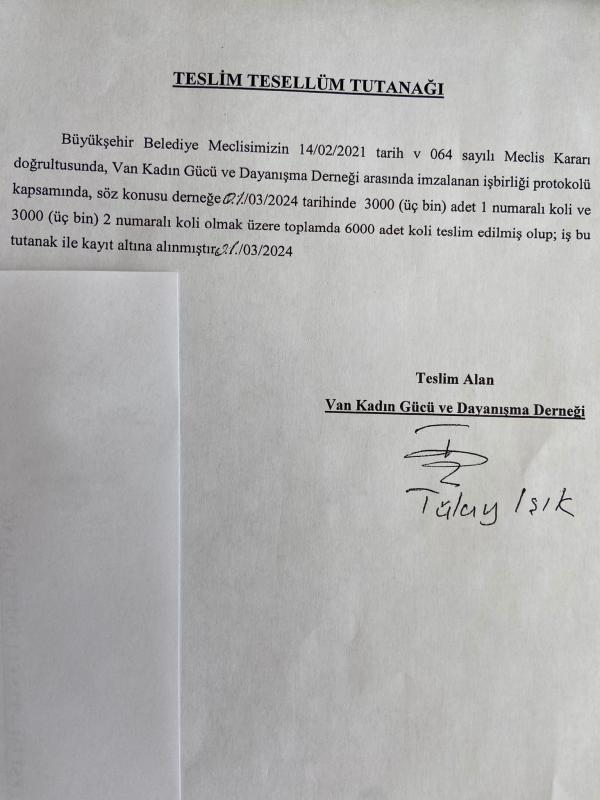 TESLİM TESELLÜM TUTANAĞI
Büyükşehir Belediye Meclisimizin 14/02/2021 tarih v 064 sayılı Meclis Kararı
doğrultusunda, Van Kadın Gücü ve Dayanışma Derneği arasında imzalanan işbirliği protokolü
kapsamında, söz konusu derneğe /03/2024 tarihinde 3000 (üç bin) adet 1 numaralı koli ve
3000 (üç bin) 2 numaralı koli olmak üzere toplamda 6000 adet koli teslim edilmiş olup; iş bu
tutanak ile kayıt altına alınmıştır /03/2024
Teslim Alan
Van Kadın Gücü ve Dayanışma Derneği
Tülay Işık